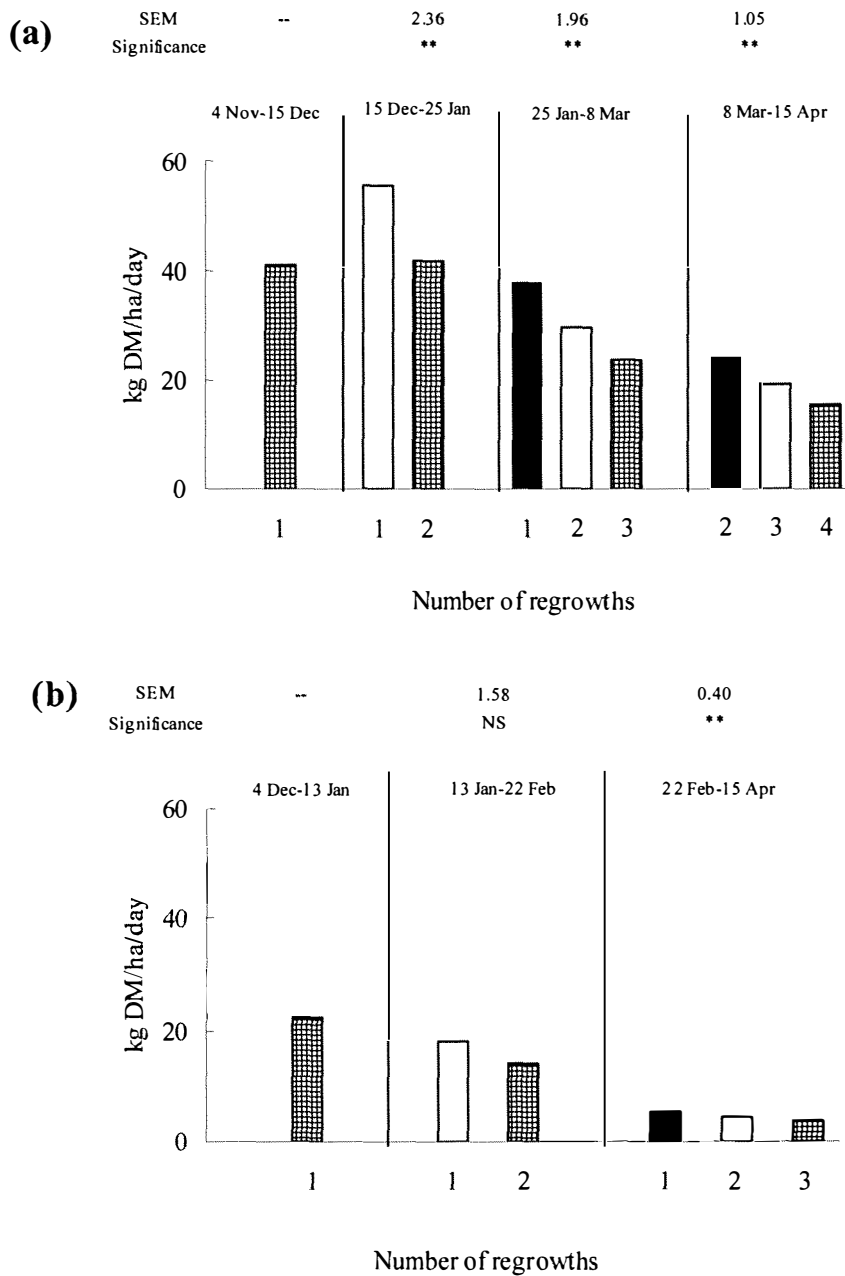 (a)
SEM -- 2.36 1.96 1.05
Significance ** ** **
4 Nov-15 Dec 15 Dec-25 Jan 25 Jan-8 Mar 8 Mar-15 Apr
kg DM/ha/day
60
40
20
0
1 1 2 1 2 3 2 3 4
Number of regrowths
(b)
SEM -- 1.58 0.40
Significance NS **
4 Dec-13 Jan 13 Jan-22 Feb 22 Feb-15 Apr
kg DM/ha/day
60
40
20
0
1 1 2 1 2 3
Number of regrowths